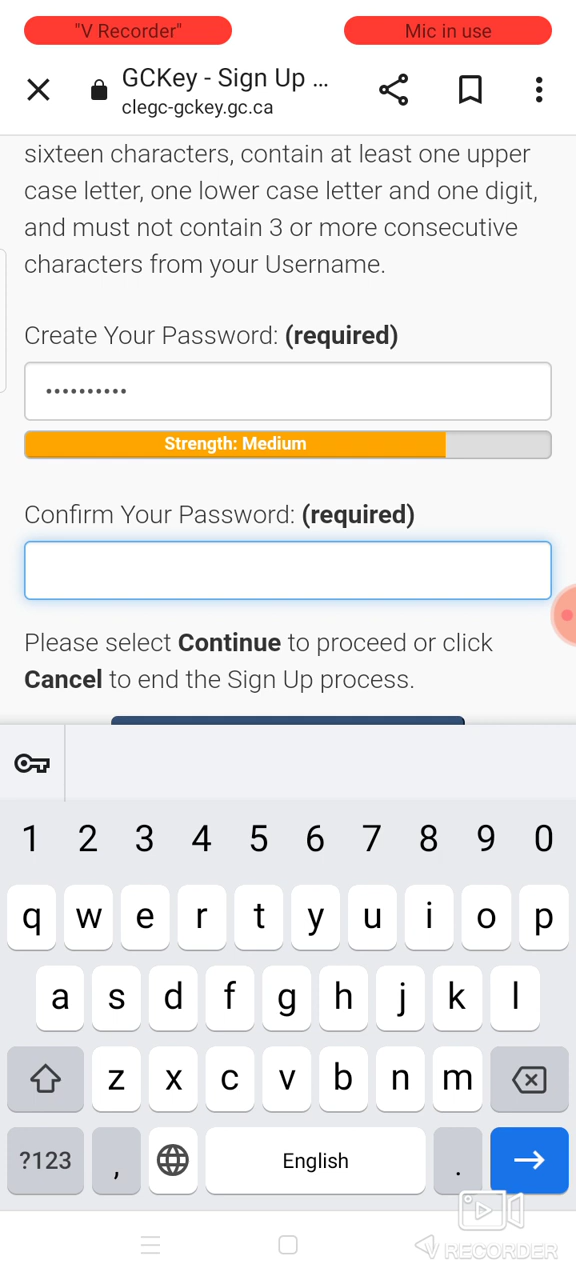 "V Recorder" Mic in use
GCKey - Sign Up ...
clegc-gckey.gc.ca
sixteen characters, contain at least one upper
case letter, one lower case letter and one digit,
and must not contain 3 or more consecutive
characters from your Username.
Create Your Password: (required)
••••••••••
Strength: Medium
Confirm Your Password: (required)
Please select Continue to proceed or click
Cancel to end the Sign Up process.
1 2 3 4 5 6 7 8 9 0
q w e r t y u i o p
a s d f g h j k l
z x c v b n m
?123 , English .
V RECORDER